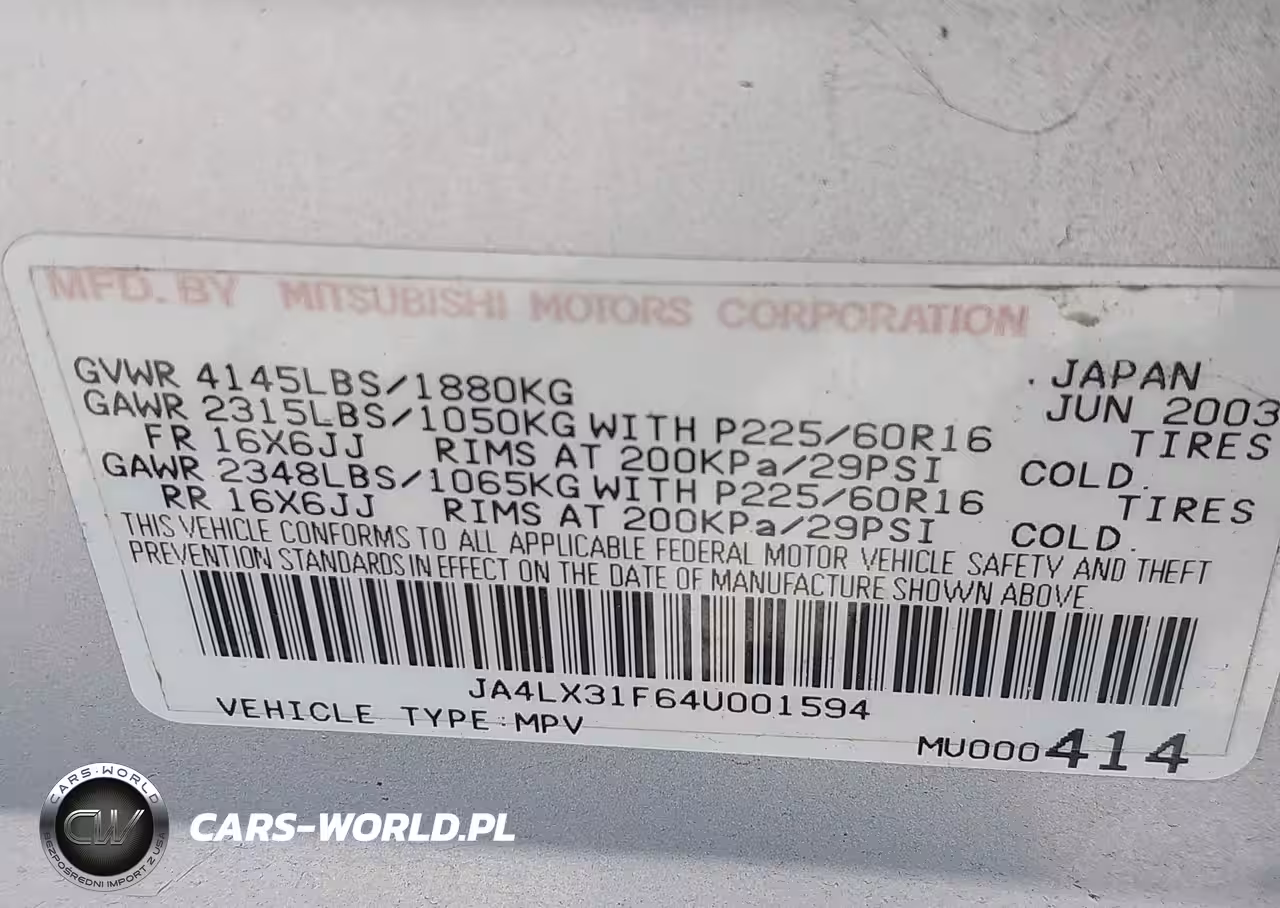 MFD. BY MITSUBISHI MOTORS CORPORATION
GVWR 4145LBS/1880KG . JAPAN
GAWR 2315LBS/1050KG WITH P225/60R16 JUN 2003
FR 16X6JJ RIMS AT 200KPa/29PSI TIRES
GAWR 2348LBS/1065KG WITH P225/60R16 COLD.
RR 16X6JJ RIMS AT 200KPa/29PSI TIRES
COLD.
THIS VEHICLE CONFORMS TO ALL APPLICABLE FEDERAL MOTOR VEHICLE SAFETY AND THEFT
PREVENTION STANDARDS IN EFFECT ON THE DATE OF MANUFACTURE SHOWN ABOVE.
JA4LX31F64U001594
VEHICLE TYPE:MPV
MU000414
CARS-WORLD
CW
BEZPOŚREDNI IMPORT Z USA
CARS-WORLD.PL